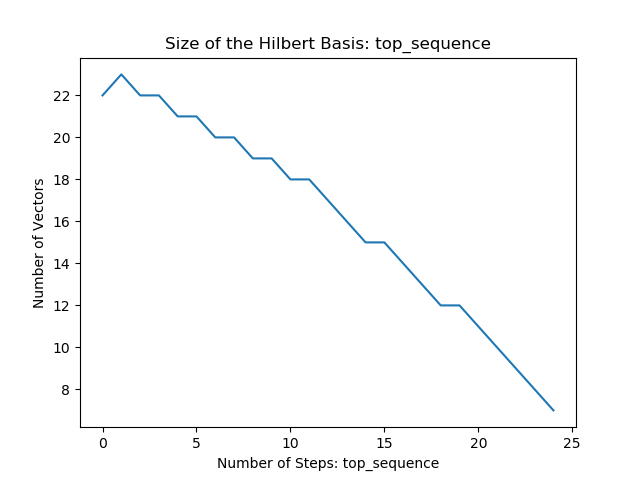 Size of the Hilbert Basis: top_sequence
Number of Vectors
22
20
18
16
14
12
10
8
0 5 10 15 20 25
Number of Steps: top_sequence